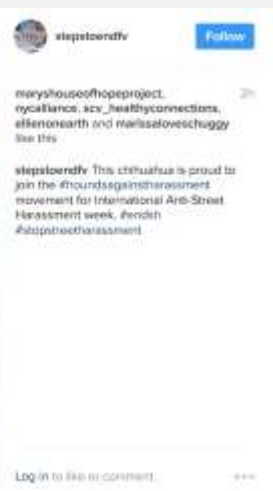 stepstoendfv
Follow
maryshouseofhopeproject,
2h
nycalliance, scv_healthyconnections,
ellienonearth and marissaloveschuggy
like this
stepstoendfv This chihuahua is proud to
join the #houndsagainstharassment
movement for International Anti-Street
Harassment week. #endsh
#stopstreetharassment
Log in to like or comment.